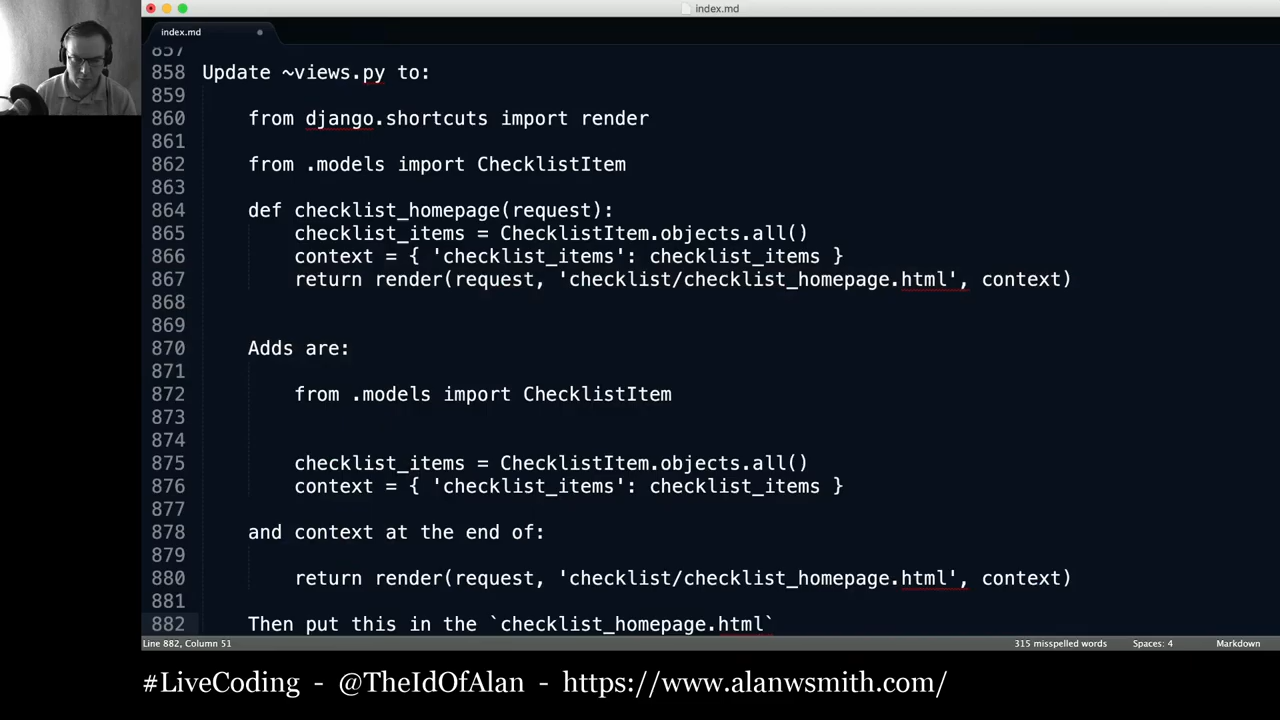 index.md
index.md
857
858 Update ~views.py to:
859
860 from django.shortcuts import render
861
862 from .models import ChecklistItem
863
864 def checklist_homepage(request):
865 checklist_items = ChecklistItem.objects.all()
866 context = { 'checklist_items': checklist_items }
867 return render(request, 'checklist/checklist_homepage.html', context)
868
869
870 Adds are:
871
872 from .models import ChecklistItem
873
874
875 checklist_items = ChecklistItem.objects.all()
876 context = { 'checklist_items': checklist_items }
877
878 and context at the end of:
879
880 return render(request, 'checklist/checklist_homepage.html', context)
881
882 Then put this in the `checklist_homepage.html`
Line 882, Column 51 315 misspelled words Spaces: 4 Markdown
#LiveCoding - @TheIdOfAlan - https://www.alanwsmith.com/